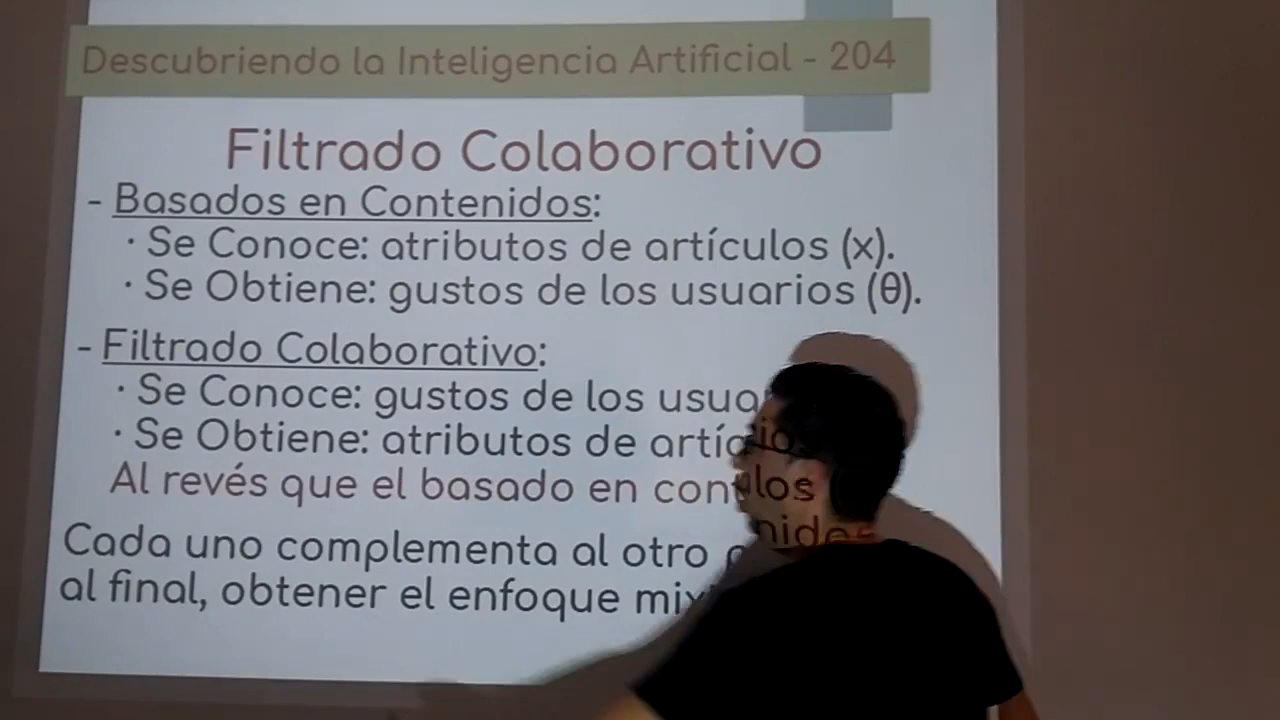 Descubriendo la Inteligencia Artificial - 204
Filtrado Colaborativo
- Basados en Contenidos:
· Se Conoce: atributos de artículos (x).
· Se Obtiene: gustos de los usuarios (θ).
- Filtrado Colaborativo:
· Se Conoce: gustos de los
· Se Obtiene: atributos de
Al revés que el basado en
Cada uno complementa al otro
al final, obtener el enfoque